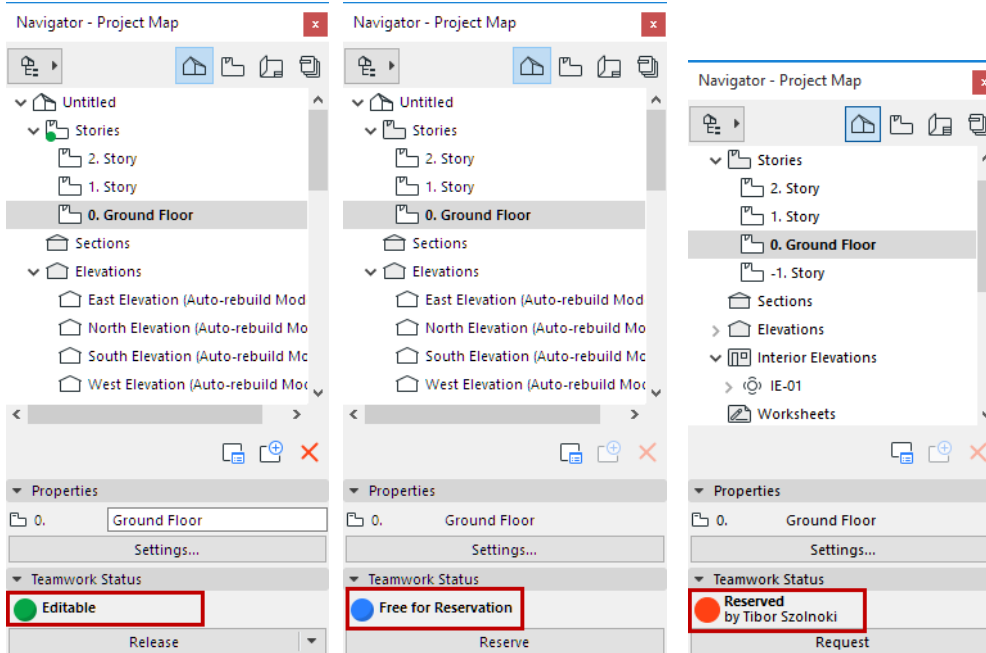 Navigator - Project Map
Untitled
Stories
2. Story
1. Story
0. Ground Floor
Sections
Elevations
East Elevation (Auto-rebuild Mod
North Elevation (Auto-rebuild Mo
South Elevation (Auto-rebuild Mo
West Elevation (Auto-rebuild Mod
Properties
0. Ground Floor
Settings...
Teamwork Status
Editable
Release
Navigator - Project Map
Untitled
Stories
2. Story
1. Story
0. Ground Floor
Sections
Elevations
East Elevation (Auto-rebuild Mod
North Elevation (Auto-rebuild Mo
South Elevation (Auto-rebuild Mo
West Elevation (Auto-rebuild Mod
Properties
0. Ground Floor
Settings...
Teamwork Status
Free for Reservation
Reserve
Navigator - Project Map
Stories
2. Story
1. Story
0. Ground Floor
-1. Story
Sections
Elevations
Interior Elevations
IE-01
Worksheets
Properties
0. Ground Floor
Settings...
Teamwork Status
Reserved
by Tibor Szolnoki
Request